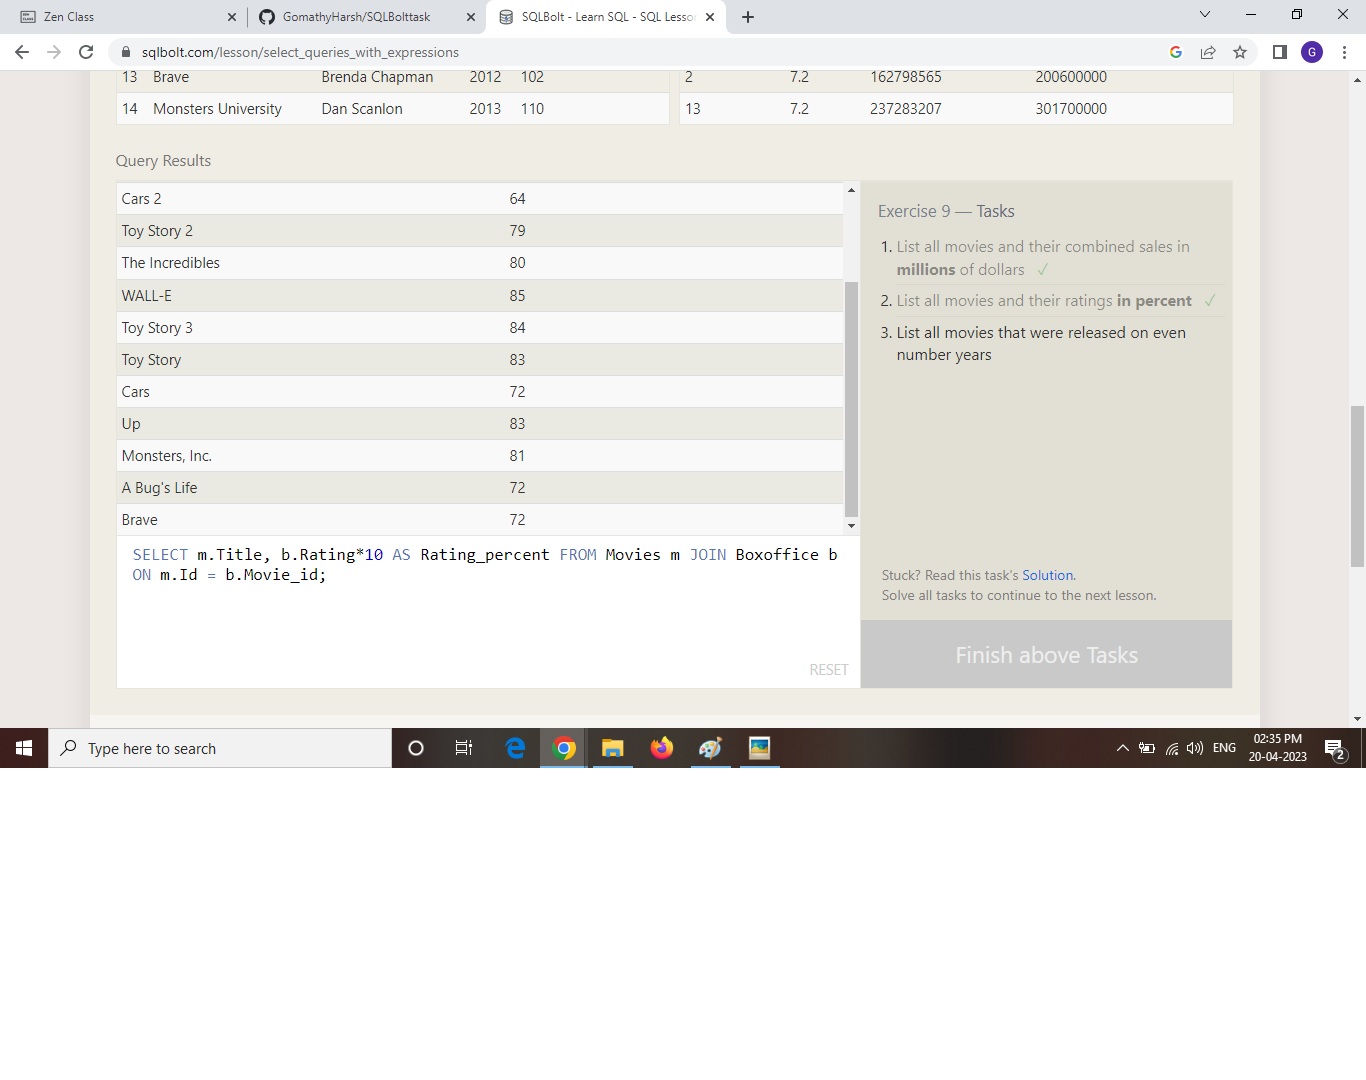 Zen Class
GomathyHarsh/SQLBolttask
SQLBolt - Learn SQL - SQL Lesso
sqlbolt.com/lesson/select_queries_with_expressions
G
13 Brave Brenda Chapman 2012 102 2 7.2 162798565 200600000
14 Monsters University Dan Scanlon 2013 110 13 7.2 237283207 301700000
Query Results
Cars 2 64
Toy Story 2 79
The Incredibles 80
WALL-E 85
Toy Story 3 84
Toy Story 83
Cars 72
Up 83
Monsters, Inc. 81
A Bug's Life 72
Brave 72
SELECT m.Title, b.Rating*10 AS Rating_percent FROM Movies m JOIN Boxoffice b
ON m.Id = b.Movie_id;
RESET
Exercise 9 — Tasks
1. List all movies and their combined sales in
millions of dollars ✓
2. List all movies and their ratings in percent ✓
3. List all movies that were released on even
number years
Stuck? Read this task's Solution.
Solve all tasks to continue to the next lesson.
Finish above Tasks
Type here to search
ENG
02:35 PM
20-04-2023
2